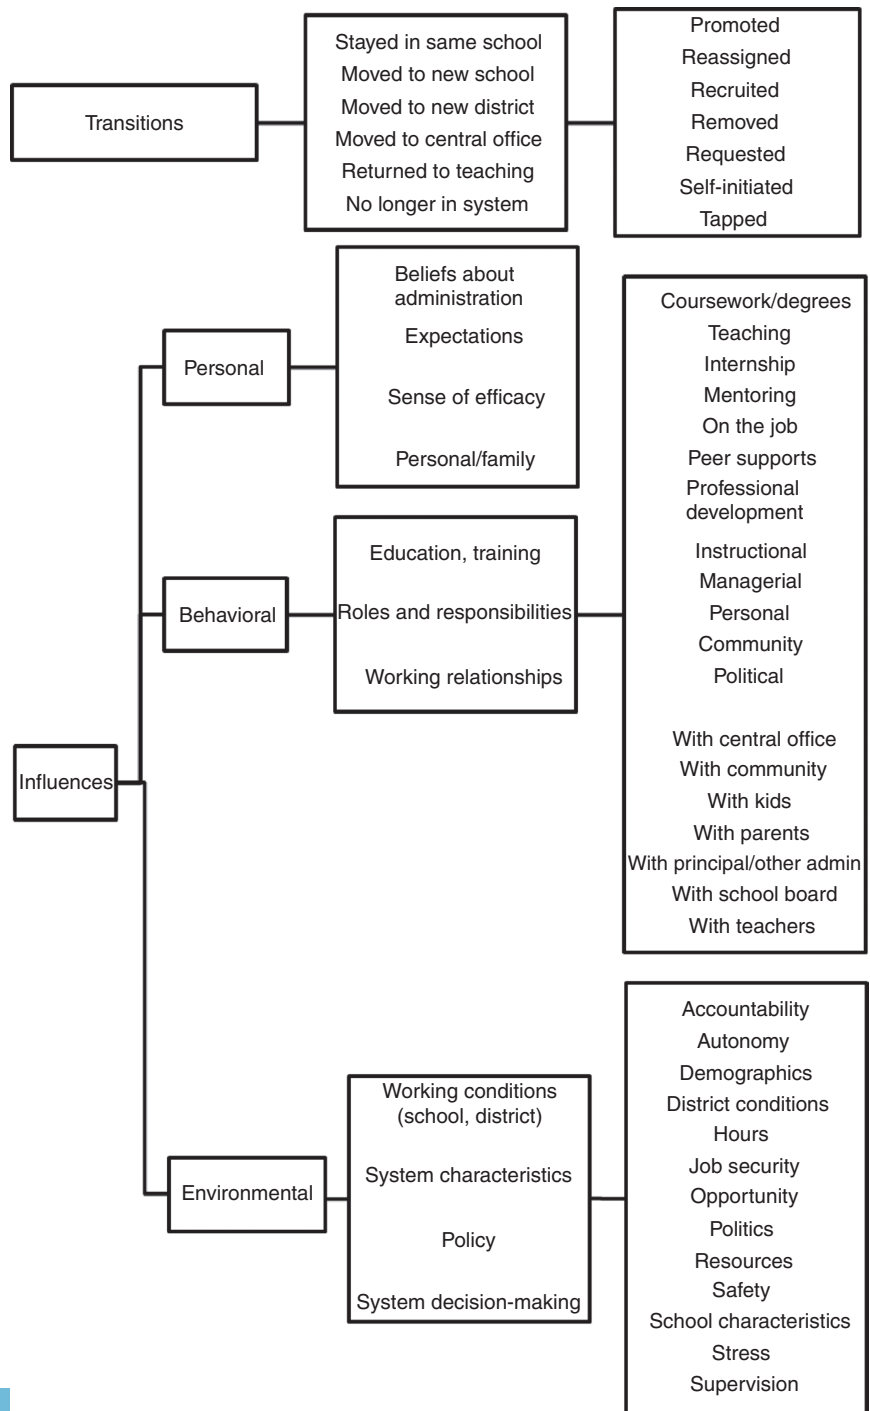 Transitions
Stayed in same school
Moved to new school
Moved to new district
Moved to central office
Returned to teaching
No longer in system
Promoted
Reassigned
Recruited
Removed
Requested
Self-initiated
Tapped
Influences
Personal
Beliefs about
administration
Expectations
Sense of efficacy
Personal/family
Behavioral
Education, training
Roles and responsibilities
Working relationships
Coursework/degrees
Teaching
Internship
Mentoring
On the job
Peer supports
Professional
development
Instructional
Managerial
Personal
Community
Political
With central office
With community
With kids
With parents
With principal/other admin
With school board
With teachers
Environmental
Working conditions
(school, district)
System characteristics
Policy
System decision-making
Accountability
Autonomy
Demographics
District conditions
Hours
Job security
Opportunity
Politics
Resources
Safety
School characteristics
Stress
Supervision